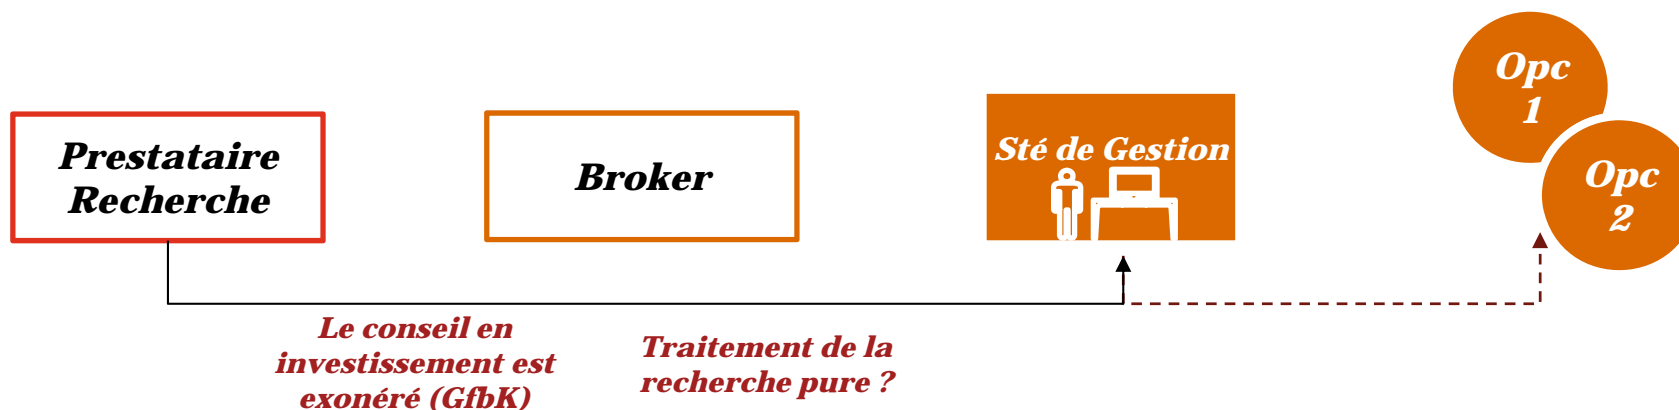 Prestataire
Recherche
Broker
Sté de Gestion
Opc
1
Opc
2
Le conseil en
investissement est
exonéré (GfbK)
Traitement de la
recherche pure ?